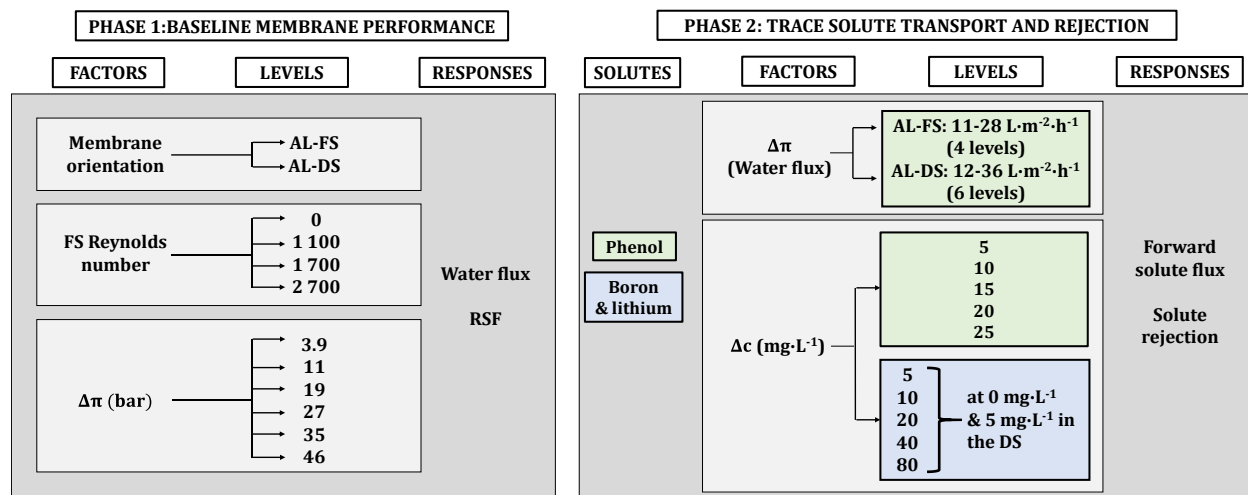 PHASE 1:BASELINE MEMBRANE PERFORMANCE
FACTORS
LEVELS
RESPONSES
Membrane
orientation
AL-FS
AL-DS
FS Reynolds
number
0
1 100
1 700
2 700
Δπ (bar)
3.9
11
19
27
35
46
Water flux
RSF
PHASE 2: TRACE SOLUTE TRANSPORT AND REJECTION
SOLUTES
FACTORS
LEVELS
RESPONSES
Phenol
Boron
& lithium
Δπ
(Water flux)
AL-FS: 11-28 L·m⁻²·h⁻¹
(4 levels)
AL-DS: 12-36 L·m⁻²·h⁻¹
(6 levels)
Δc (mg·L⁻¹)
5
10
15
20
25
5
10
20
40
80
at 0 mg·L⁻¹
& 5 mg·L⁻¹ in
the DS
Forward
solute flux
Solute
rejection